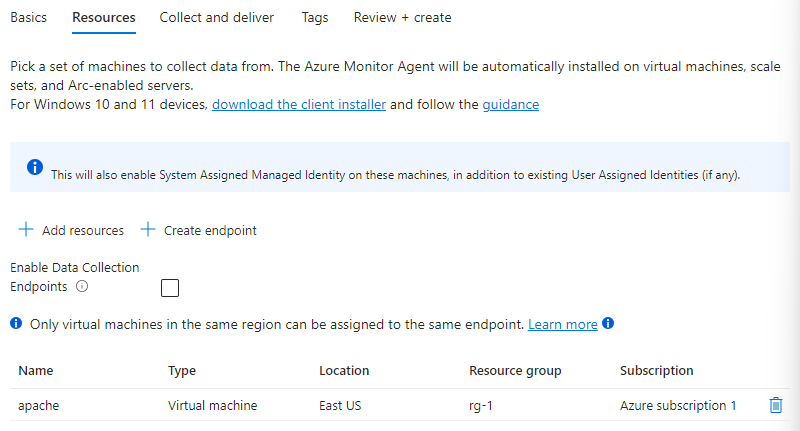 Basics Resources Collect and deliver Tags Review + create
Pick a set of machines to collect data from. The Azure Monitor Agent will be automatically installed on virtual machines, scale
sets, and Arc-enabled servers.
For Windows 10 and 11 devices, download the client installer and follow the guidance
This will also enable System Assigned Managed Identity on these machines, in addition to existing User Assigned Identities (if any).
Add resources Create endpoint
Enable Data Collection
Endpoints
Only virtual machines in the same region can be assigned to the same endpoint. Learn more
Name Type Location Resource group Subscription
apache Virtual machine East US rg-1 Azure subscription 1